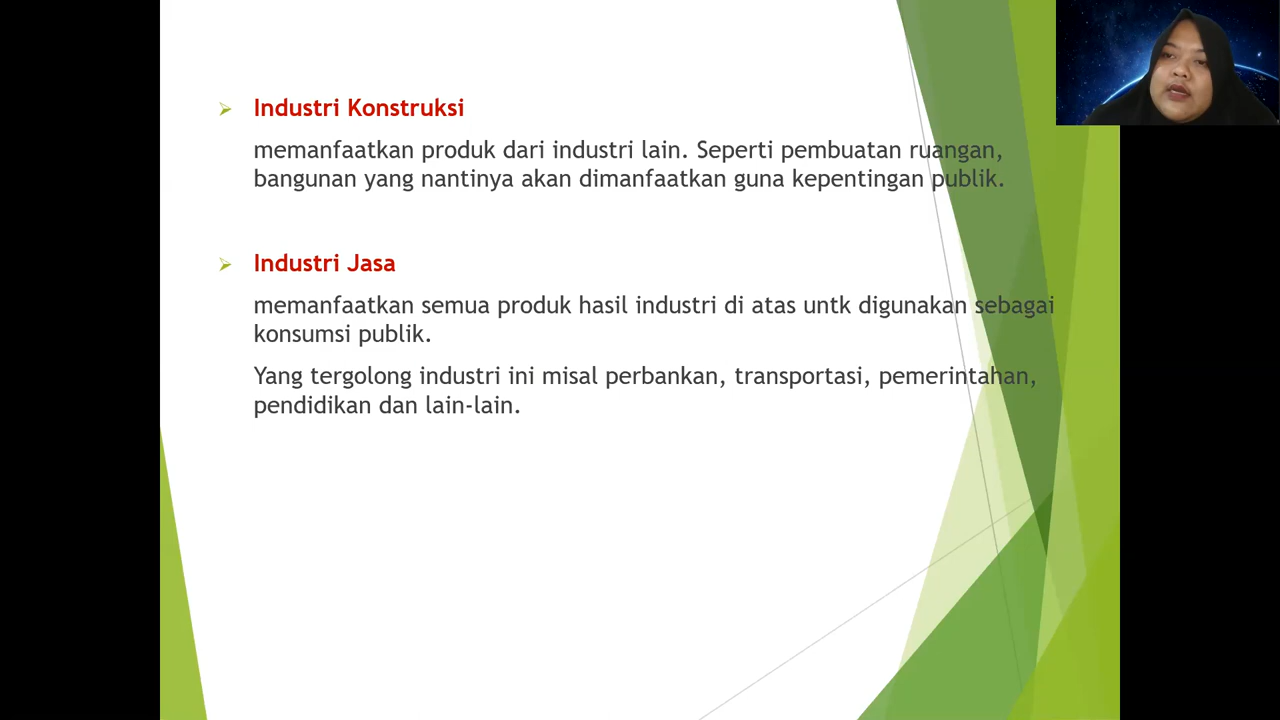 Industri Konstruksi
memanfaatkan produk dari industri lain. Seperti pembuatan ruangan,
bangunan yang nantinya akan dimanfaatkan guna kepentingan publik.
Industri Jasa
memanfaatkan semua produk hasil industri di atas untk digunakan sebagai
konsumsi publik.
Yang tergolong industri ini misal perbankan, transportasi, pemerintahan,
pendidikan dan lain-lain.